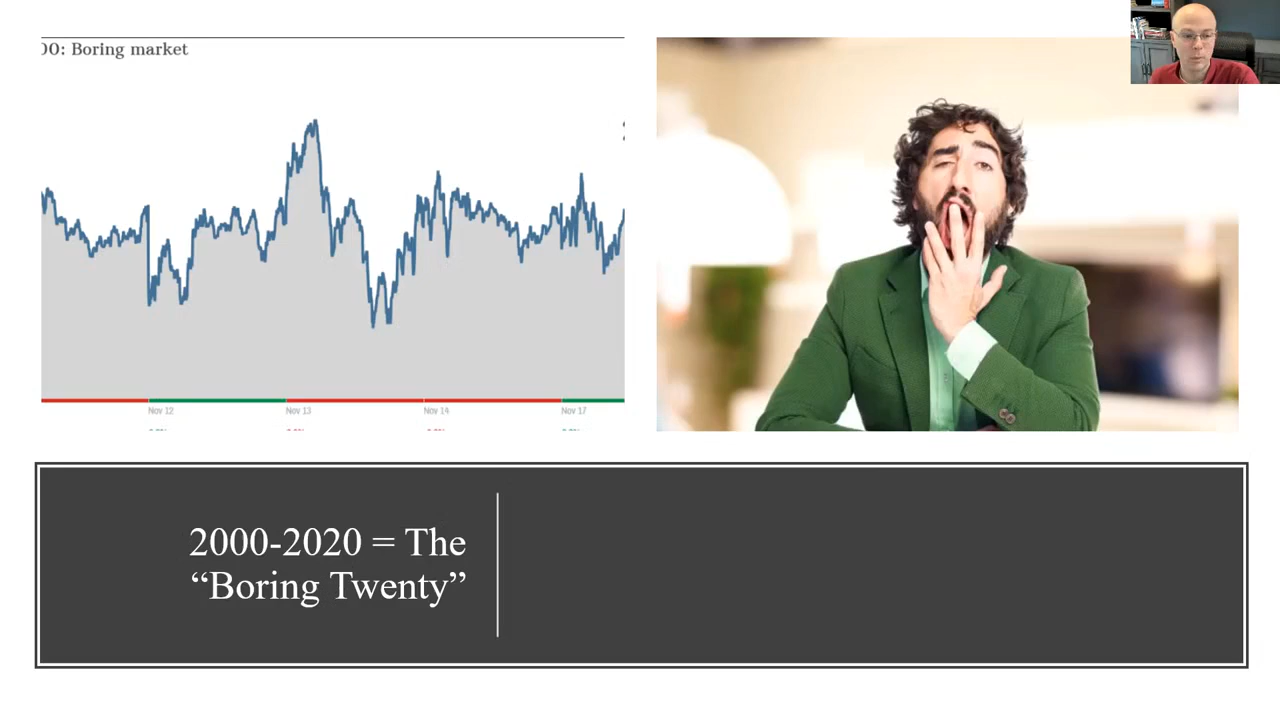 00: Boring market
Nov 12
Nov 13
Nov 14
Nov 17
2000-2020 = The
“Boring Twenty”